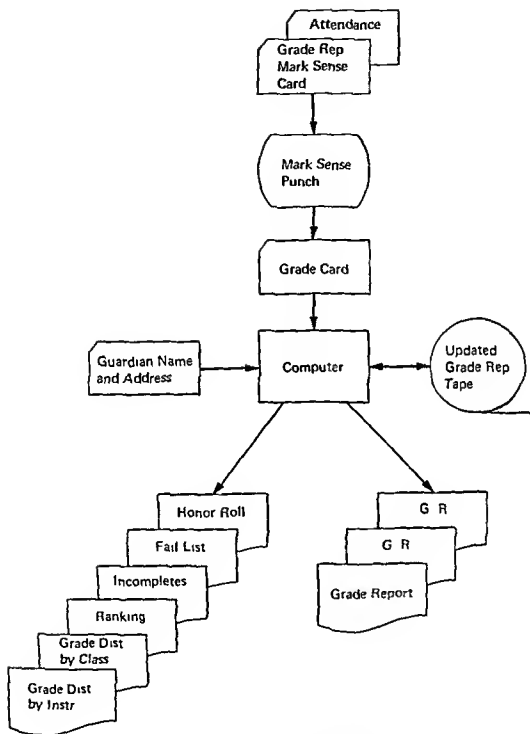 Attendance
Grade Rep
Mark Sense
Card
Mark Sense
Punch
Grade Card
Guardian Name
and Address
Computer
Updated
Grade Rep
Tape
Honor Roll
Fail List
Incompletes
Ranking
Grade Dist
by Class
Grade Dist
by Instr
G R
G R
Grade Report